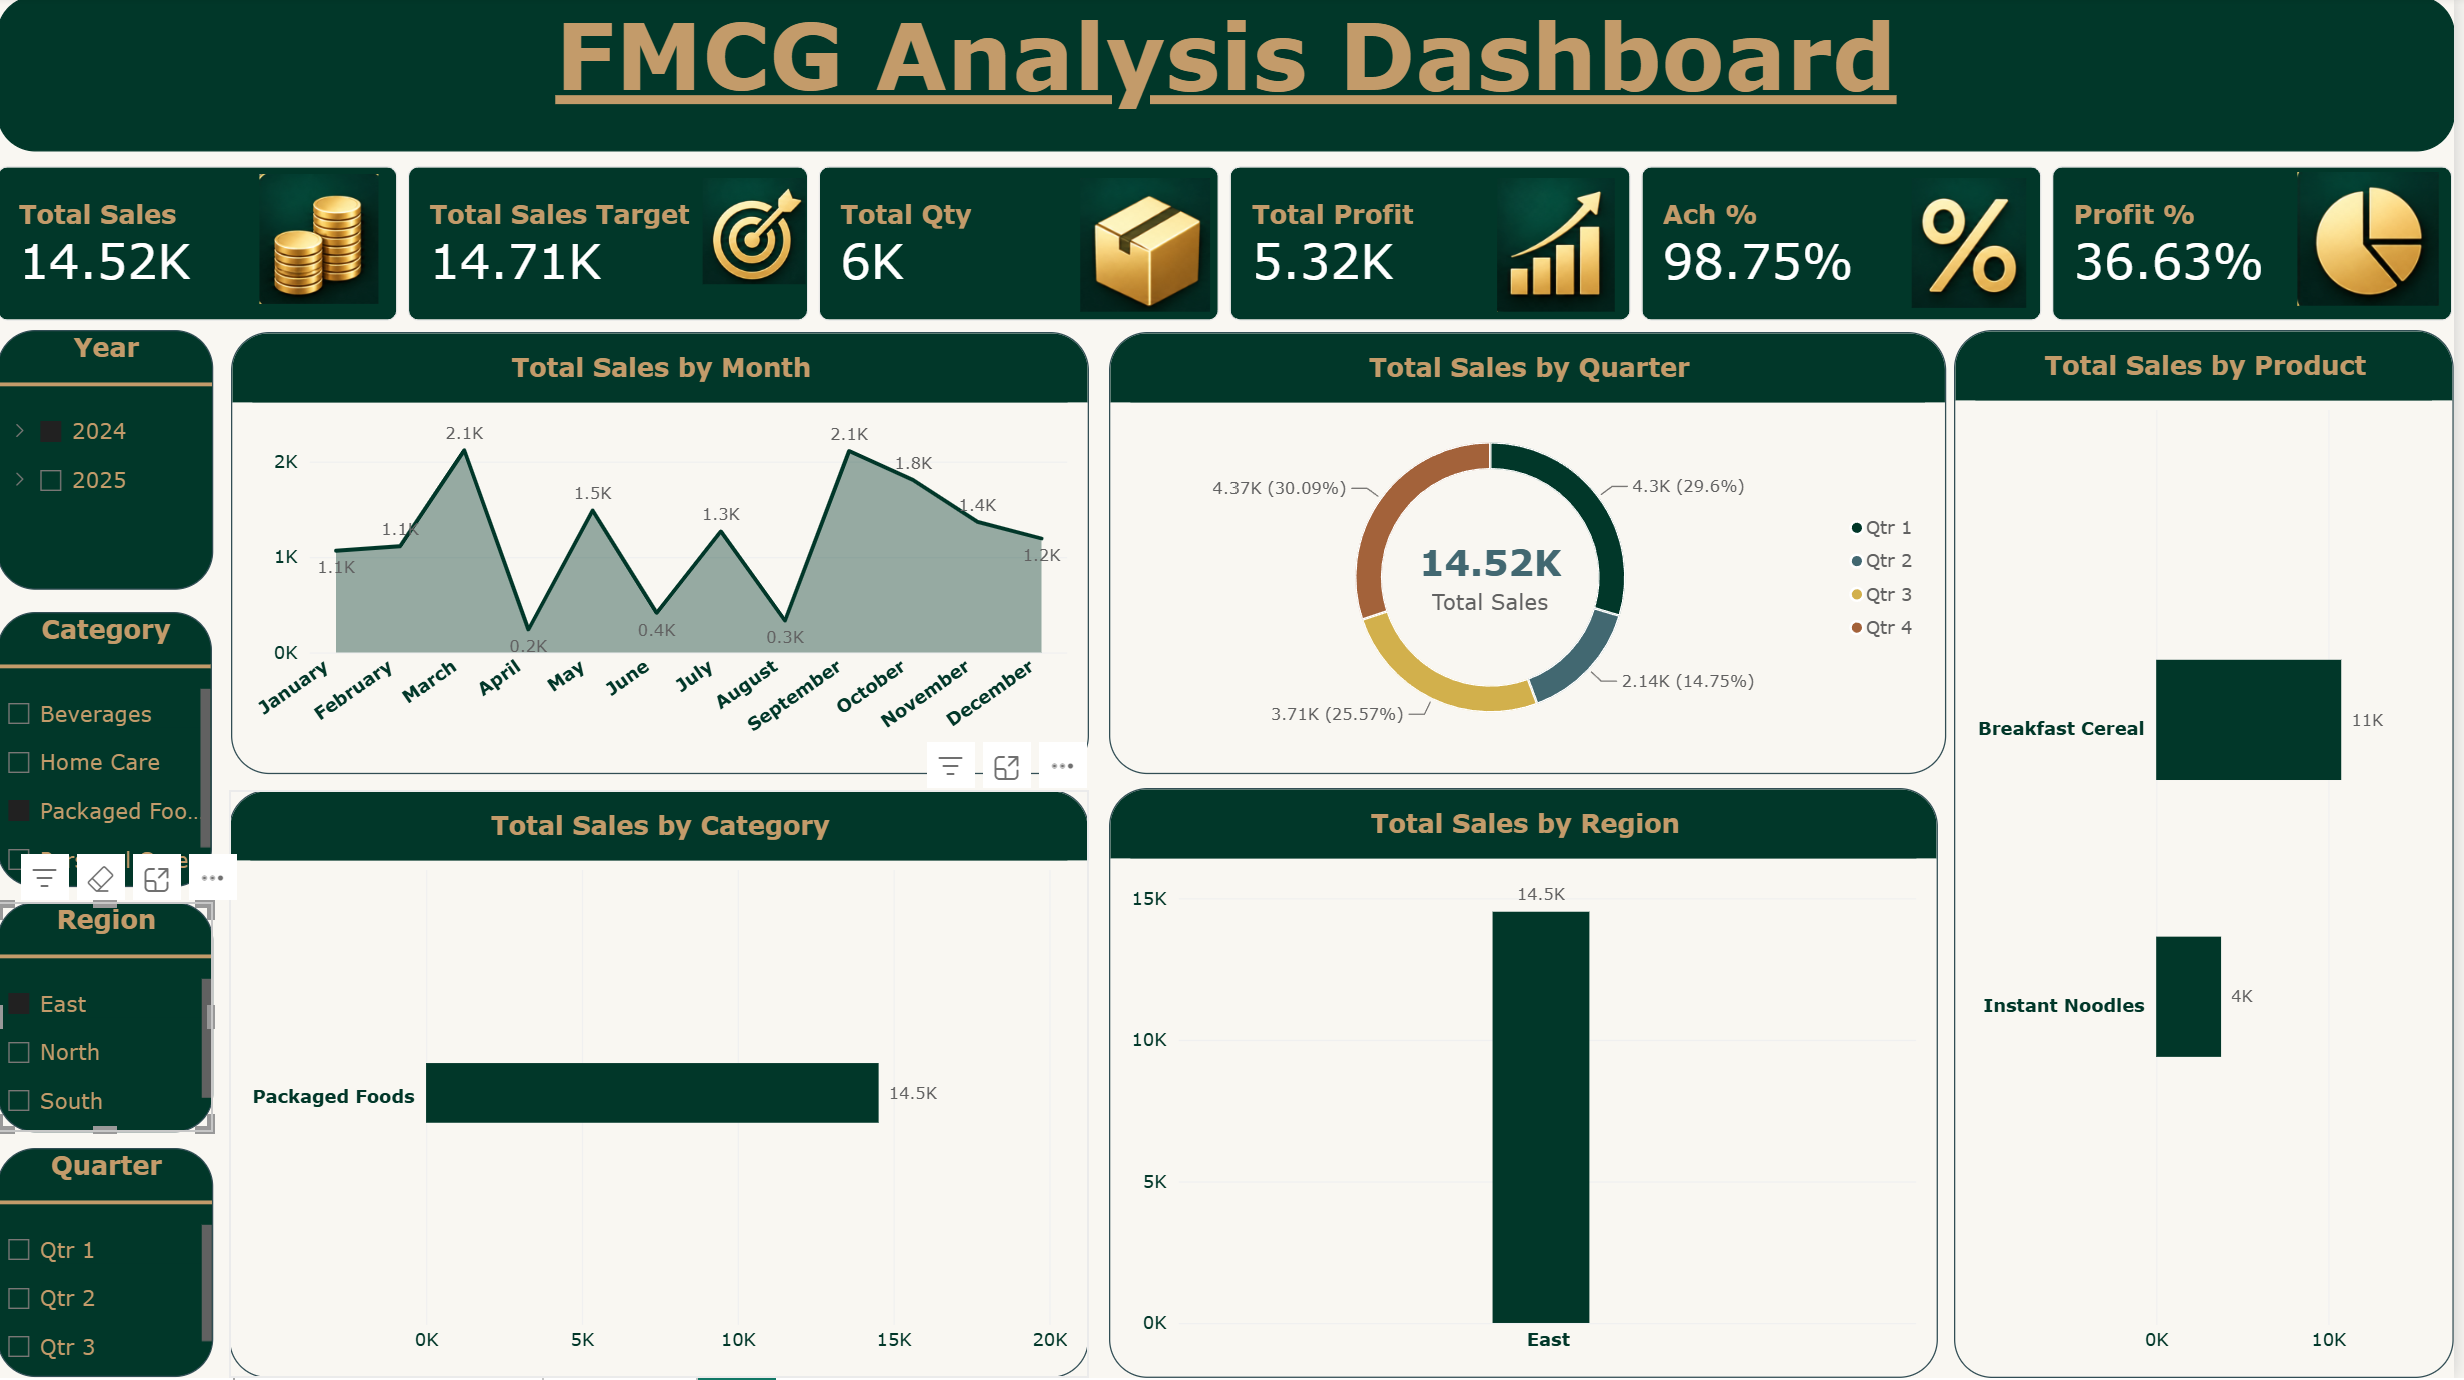 FMCG Analysis Dashboard
Total Sales
14.52K
Total Sales Target
14.71K
Total Qty
6K
Total Profit
5.32K
Ach %
98.75%
Profit %
36.63%
Year
2024
2025
Category
Beverages
Home Care
Packaged Foo...
Region
East
North
South
Quarter
Qtr 1
Qtr 2
Qtr 3
Total Sales by Month
2K
1K
0K
1.1K
1.1K
2.1K
0.2K
1.5K
0.4K
1.3K
0.3K
2.1K
1.8K
1.4K
1.2K
January
February
March
April
May
June
July
August
September
October
November
December
Total Sales by Quarter
4.37K (30.09%)
4.3K (29.6%)
14.52K
Total Sales
3.71K (25.57%)
2.14K (14.75%)
Qtr 1
Qtr 2
Qtr 3
Qtr 4
Total Sales by Category
Packaged Foods
14.5K
0K 5K 10K 15K 20K
Total Sales by Region
15K
10K
5K
0K
14.5K
East
Total Sales by Product
Breakfast Cereal
11K
Instant Noodles
4K
0K 10K